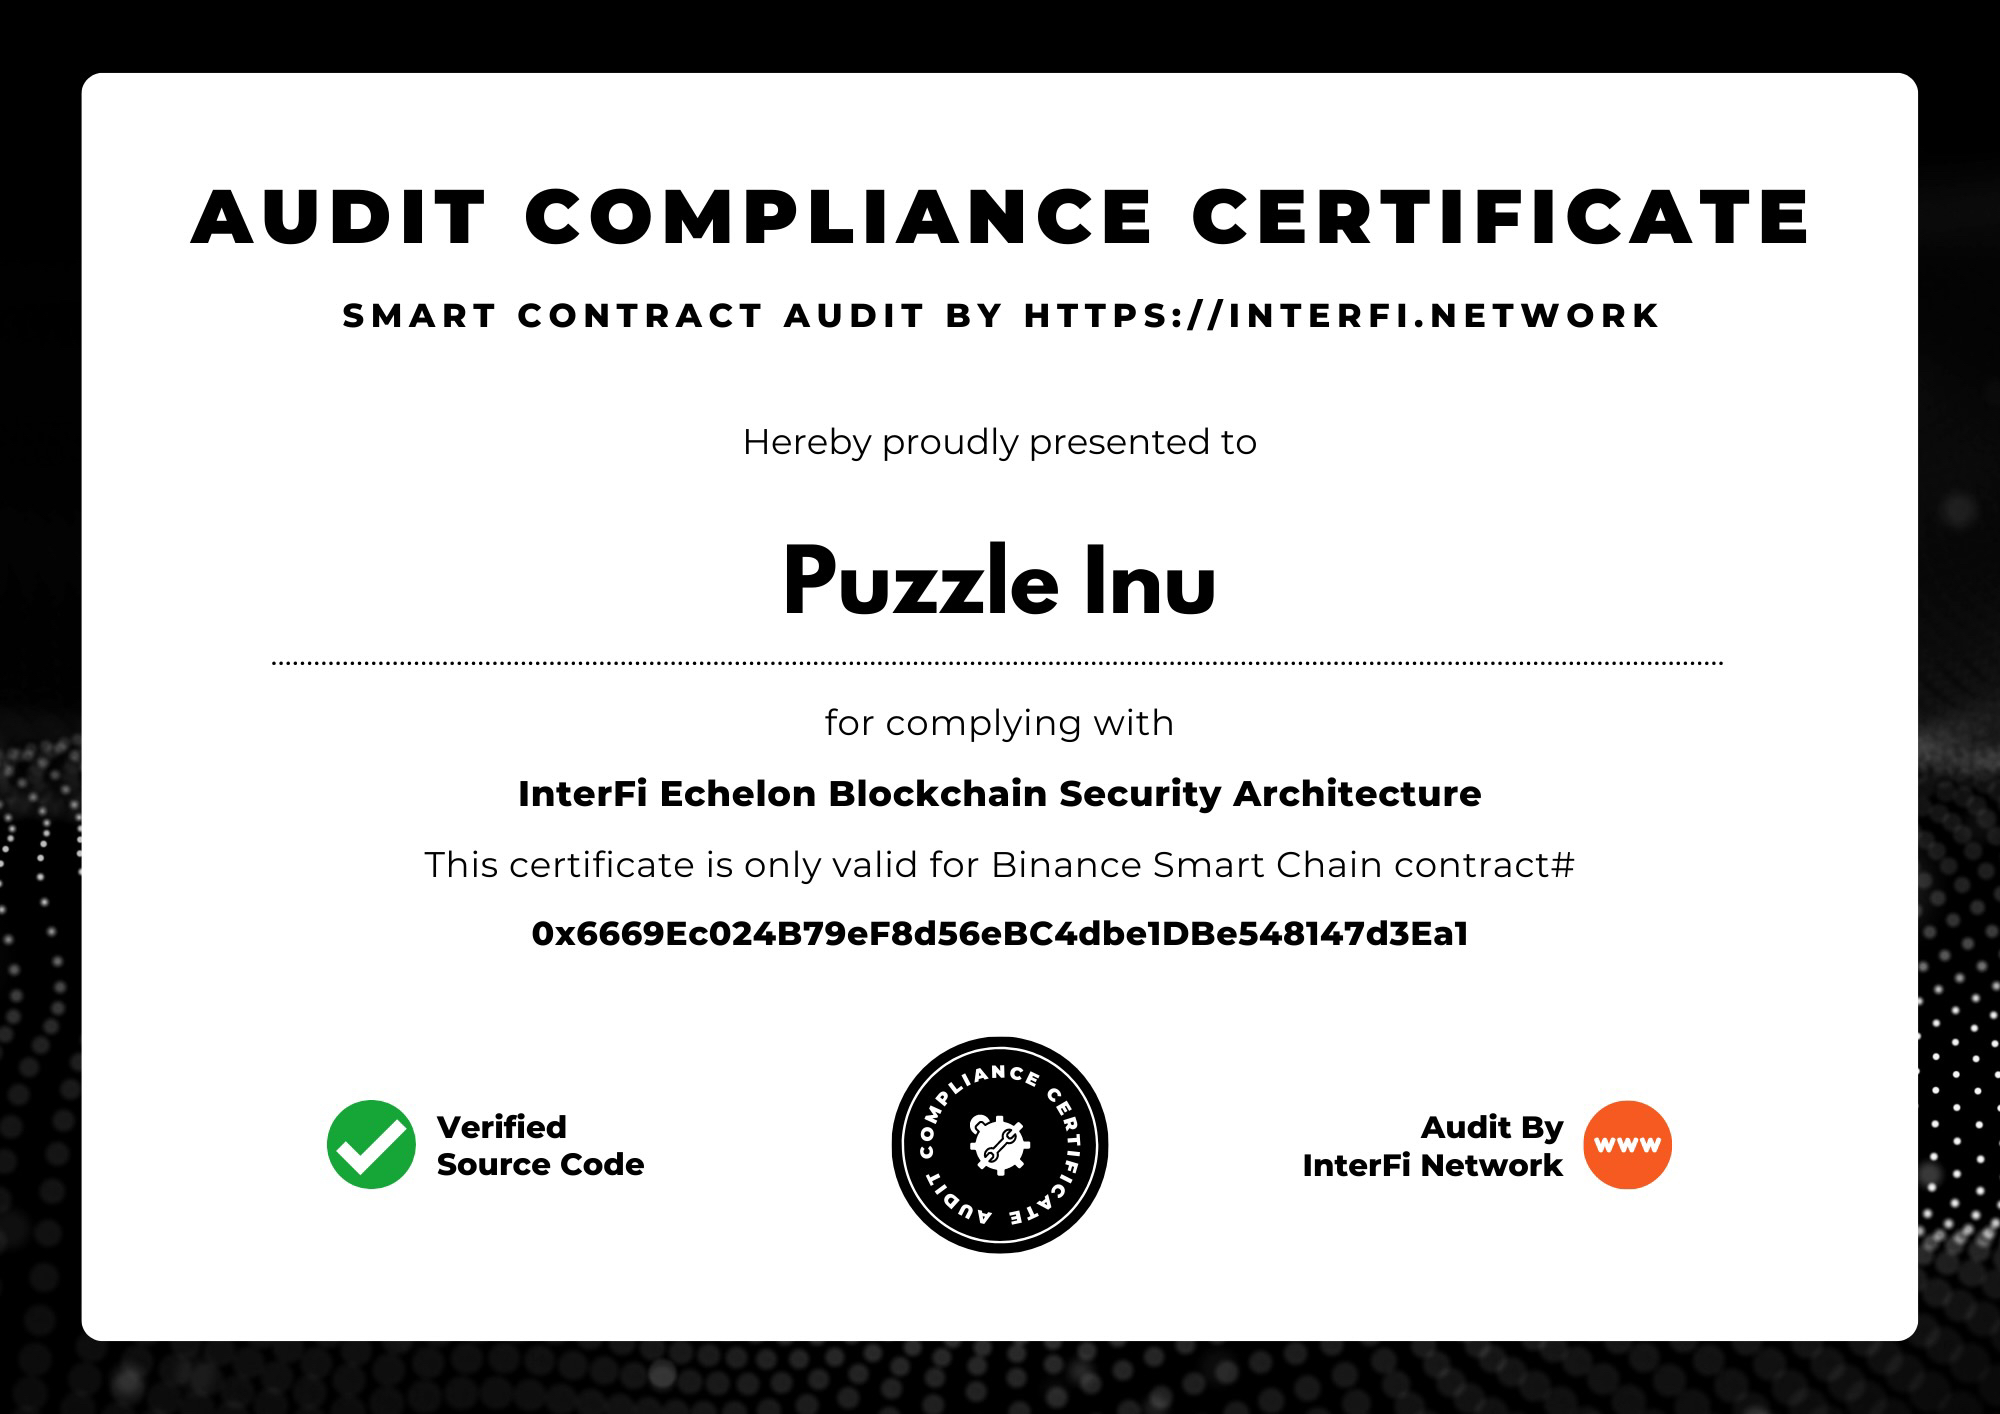 AUDIT COMPLIANCE CERTIFICATE
SMART CONTRACT AUDIT BY HTTPS://INTERFI.NETWORK
Hereby proudly presented to
Puzzle Inu
for complying with
InterFi Echelon Blockchain Security Architecture
This certificate is only valid for Binance Smart Chain contract#
0x6669Ec024B79eF8d56eBC4dbe1DBe548147d3Ea1
Verified
Source Code
AUDIT COMPLIANCE CERTIFICATE
Audit By
InterFi Network
www